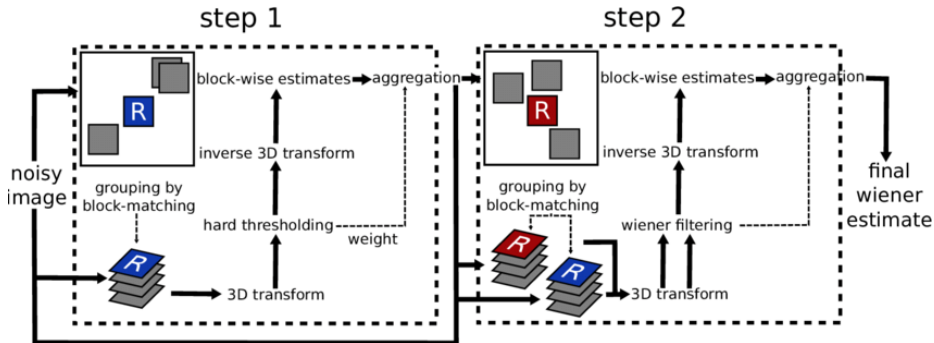 step 1
step 2
block-wise estimates
aggregation
block-wise estimates
aggregation
R
R
inverse 3D transform
inverse 3D transform
noisy
image
final
wiener
estimate
grouping by
block-matching
grouping by
block-matching
hard thresholding
weight
wiener filtering
R
R
R
3D transform
3D transform